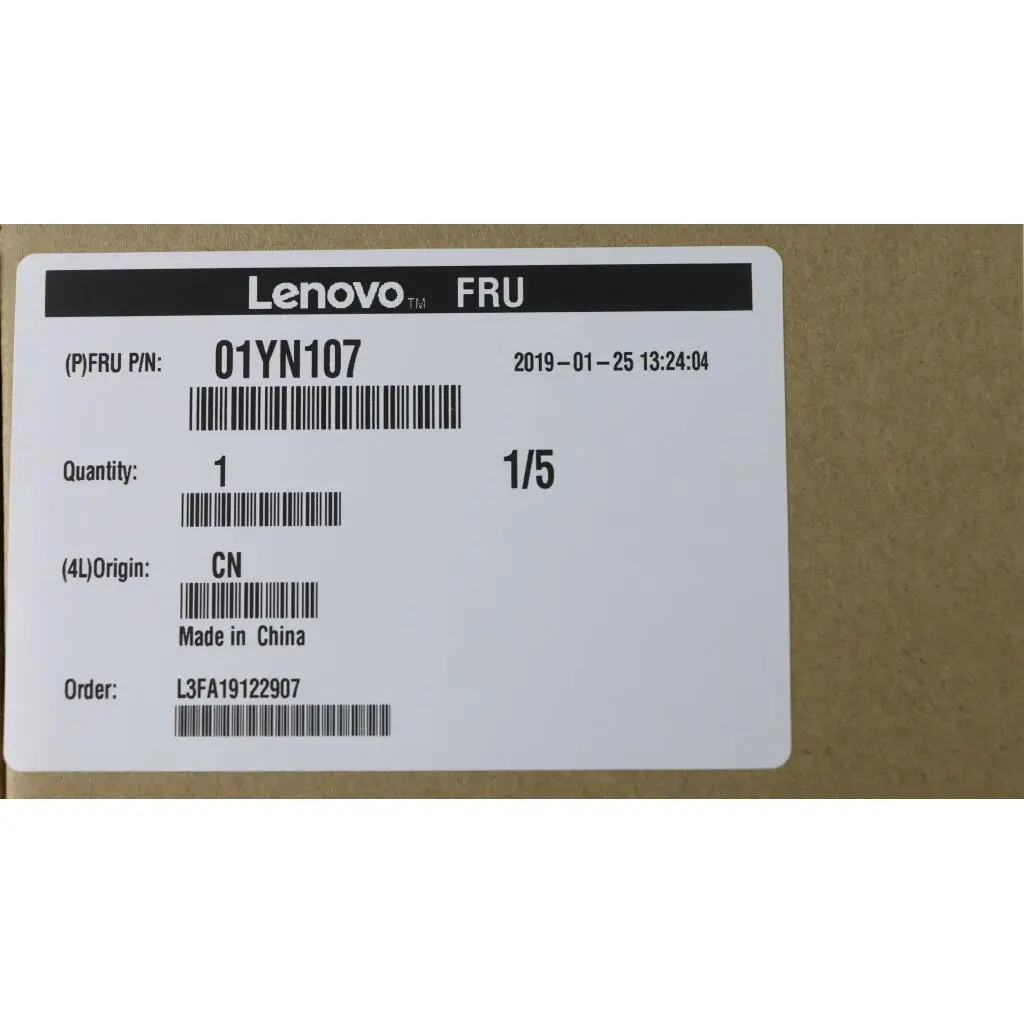 Lenovo™ FRU
(P)FRU P/N: 01YN107 2019-01-25 13:24:04
Quantity: 1 1/5
(4L)Origin: CN
Made in China
Order: L3FA19122907